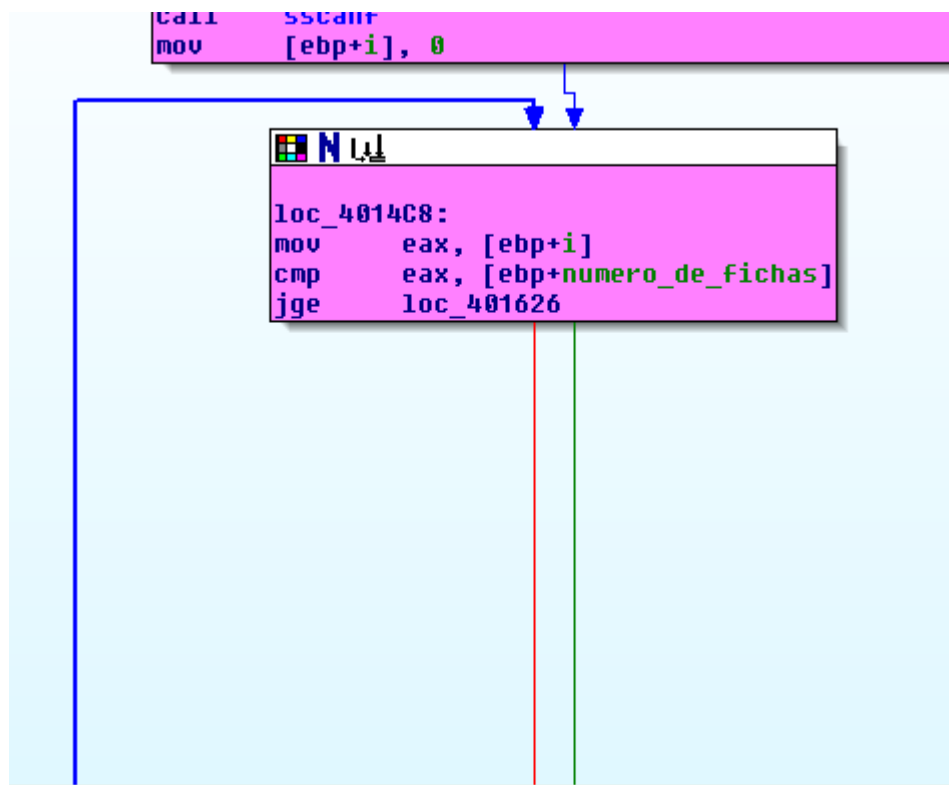 call sscanf
mov [ebp+i], 0
N
loc_4014C8:
mov eax, [ebp+i]
cmp eax, [ebp+numero_de_fichas]
jge loc_401626